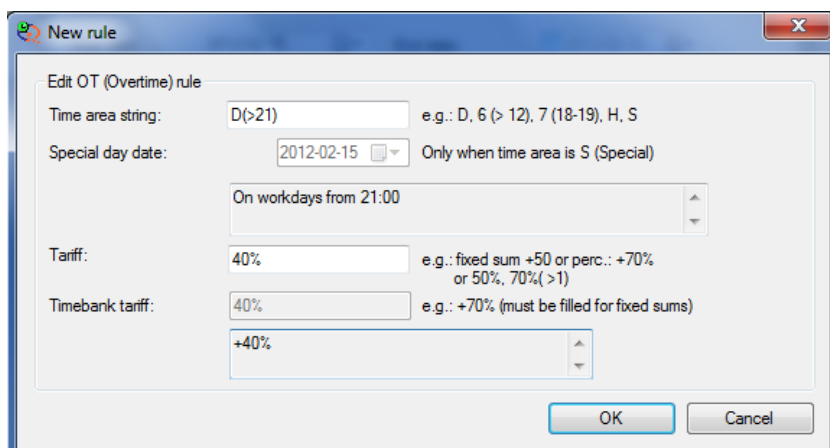 New rule
Edit OT (Overtime) rule
Time area string: D(>21) e.g.: D, 6 (> 12), 7 (18-19), H, S
Special day date: 2012-02-15 Only when time area is S (Special)
On workdays from 21:00
Tariff: 40% e.g.: fixed sum +50 or perc.: +70%
or 50%, 70%( >1)
Timebank tariff: 40% e.g.: +70% (must be filled for fixed sums)
+40%
OK Cancel